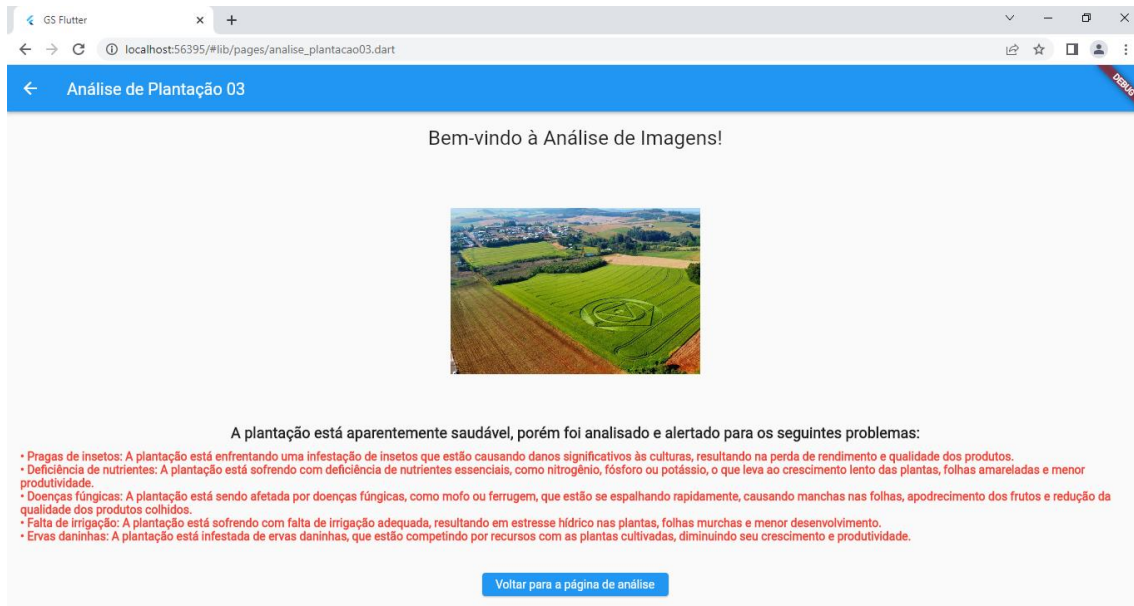 GS Flutter
localhost:56395/#lib/pages/analise_plantacao03.dart
Análise de Plantação 03
DEBUG
Bem-vindo à Análise de Imagens!
A plantação está aparentemente saudável, porém foi analisado e alertado para os seguintes problemas:
• Pragas de insetos: A plantação está enfrentando uma infestação de insetos que estão causando danos significativos às culturas, resultando na perda de rendimento e qualidade dos produtos.
• Deficiência de nutrientes: A plantação está sofrendo com deficiência de nutrientes essenciais, como nitrogênio, fósforo ou potássio, o que leva ao crescimento lento das plantas, folhas amareladas e menor
produtividade.
• Doenças fúngicas: A plantação está sendo afetada por doenças fúngicas, como mofo ou ferrugem, que estão se espalhando rapidamente, causando manchas nas folhas, apodrecimento dos frutos e redução da
qualidade dos produtos colhidos.
• Falta de irrigação: A plantação está sofrendo com falta de irrigação adequada, resultando em estresse hídrico nas plantas, folhas murchas e menor desenvolvimento.
• Ervas daninhas: A plantação está infestada de ervas daninhas, que estão competindo por recursos com as plantas cultivadas, diminuindo seu crescimento e produtividade.
Voltar para a página de análise